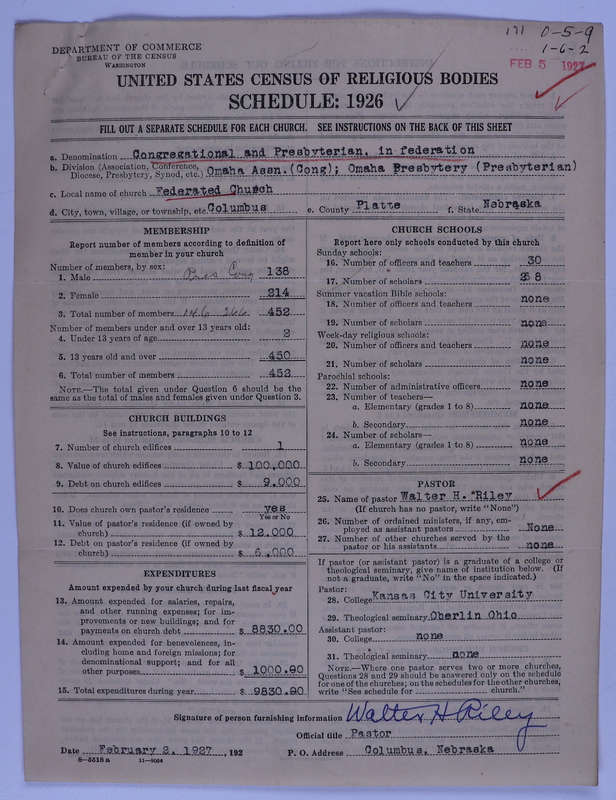 171 0-5-9
1-6-2
FEB 5 1927
DEPARTMENT OF COMMERCE
BUREAU OF THE CENSUS
WASHINGTON
UNITED STATES CENSUS OF RELIGIOUS BODIES
SCHEDULE: 1926
FILL OUT A SEPARATE SCHEDULE FOR EACH CHURCH. SEE INSTRUCTIONS ON THE BACK OF THIS SHEET
a. Denomination Congregational and Presbyterian, in federation
b. Division (Association, Conference, Diocese, Presbytery, Synod, etc.) Omaha Assn.(Cong); Omaha Presbytery (Presbyterian)
c. Local name of church Federated Church
d. City, town, village, or township, etc. Columbus e. County Platte f. State Nebraska
MEMBERSHIP
Report number of members according to definition of
member in your church
Number of members, by sex:
1. Male Pres Cong 138
2. Female 214
3. Total number of members 146 266 452
Number of members under and over 13 years old:
4. Under 13 years of age 2
5. 13 years old and over 450
6. Total number of members 452
NOTE.—The total given under Question 6 should be
same as the total of males and females given under Question 3.
CHURCH BUILDINGS
See instructions, paragraphs 10 to 12
7. Number of church edifices 1
8. Value of church edifices $ 100,000
9. Debt on church edifices $ 9,000
10. Does church own pastor's residence yes
Yes or No
11. Value of pastor's residence (if owned by
church) $ 12,000
12. Debt on pastor's residence (if owned by
church) $ 6,000
EXPENDITURES
Amount expended by your church during last fiscal year
13. Amount expended for salaries, repairs,
and other running expenses; for im-
provements or new buildings; and for
payments on church debt $ 8830.00
14. Amount expended for benevolences, in-
cluding home and foreign missions; for
denominational support; and for all
other purposes $ 1000.00
15. Total expenditures during year $ 9830.00
CHURCH SCHOOLS
Report here only schools conducted by this church
Sunday schools:
16. Number of officers and teachers 30
17. Number of scholars 8
Summer vacation Bible schools:
18. Number of officers and teachers none
19. Number of scholars none
Week-day religious schools:
20. Number of officers and teachers none
21. Number of scholars none
Parochial schools:
22. Number of administrative officers none
23. Number of teachers—
a. Elementary (grades 1 to 8) none
b. Secondary none
24. Number of scholars—
a. Elementary (grades 1 to 8) none
b. Secondary none
PASTOR
25. Name of pastor Walter H. Riley
(If church has no pastor, write "None")
26. Number of ordained ministers, if any, em-
ployed as assistant pastors None
27. Number of other churches served by the
pastor or his assistants none
If pastor (or assistant pastor) is a graduate of a college or
theological seminary, give name of institution below. (If
not a graduate, write "No" in the space indicated.)
Pastor:
28. College Kansas City University
29. Theological seminary Oberlin Ohio
Assistant pastor:
30. College none
31. Theological seminary none
NOTE.—Where one pastor serves two or more churches,
Questions 28 and 29 should be answered only on the schedule
for one of the churches; on the schedules for the other churches,
write "See schedule for church."
Signature of person furnishing information Walter H Riley
Official title Pastor
Date February 2, 1927, 192 P. O. Address Columbus, Nebraska
8—5518 a 11—9054